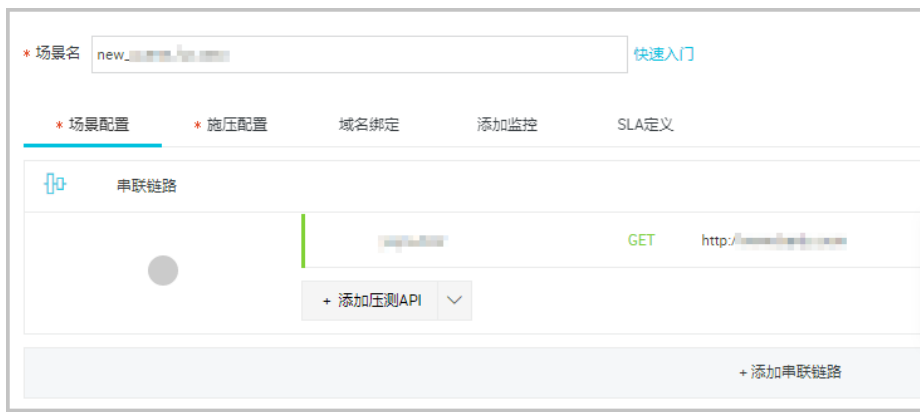 * 场景名 new_ 快速入门
* 场景配置 * 施压配置 域名绑定 添加监控 SLA定义
串联链路
GET http:/
+ 添加压测API
+ 添加串联链路